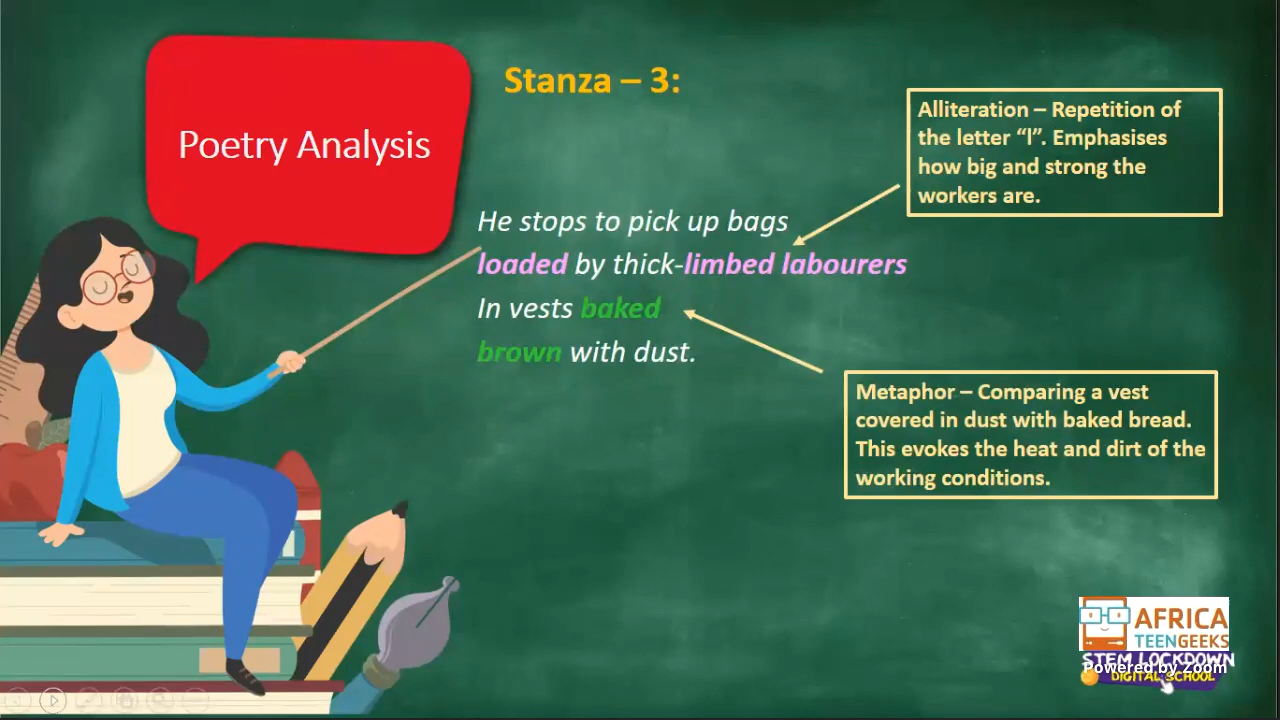 Poetry Analysis
Stanza – 3:
He stops to pick up bags
loaded by thick-limbed labourers
In vests baked
brown with dust.
Alliteration – Repetition of
the letter “l”. Emphasises
how big and strong the
workers are.
Metaphor – Comparing a vest
covered in dust with baked bread.
This evokes the heat and dirt of the
working conditions.
AFRICA
TEENGEEKS
STEM LOCKDOWN
Powered by Zoom
DIGITAL SCHOOL